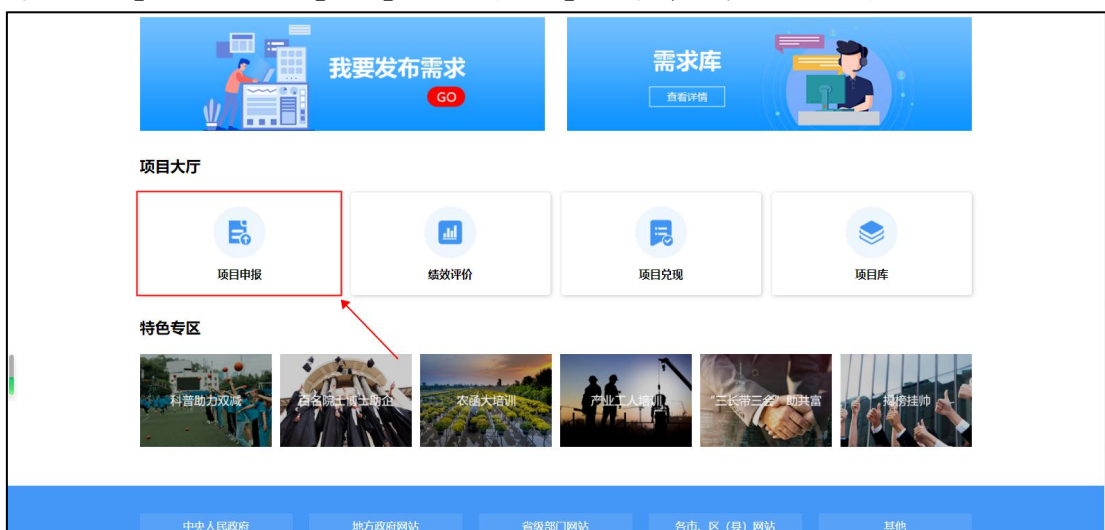 我要发布需求
GO
需求库
查看详情
项目大厅
项目申报
绩效评价
项目兑现
项目库
特色专区
科普助力双减
百名院士博士助企
农函大培训
产业工人培训
“三长带三会”助共富
揭榜挂帅
中央人民政府
地方政府网站
省级部门网站
各市、区（县）网站
其他